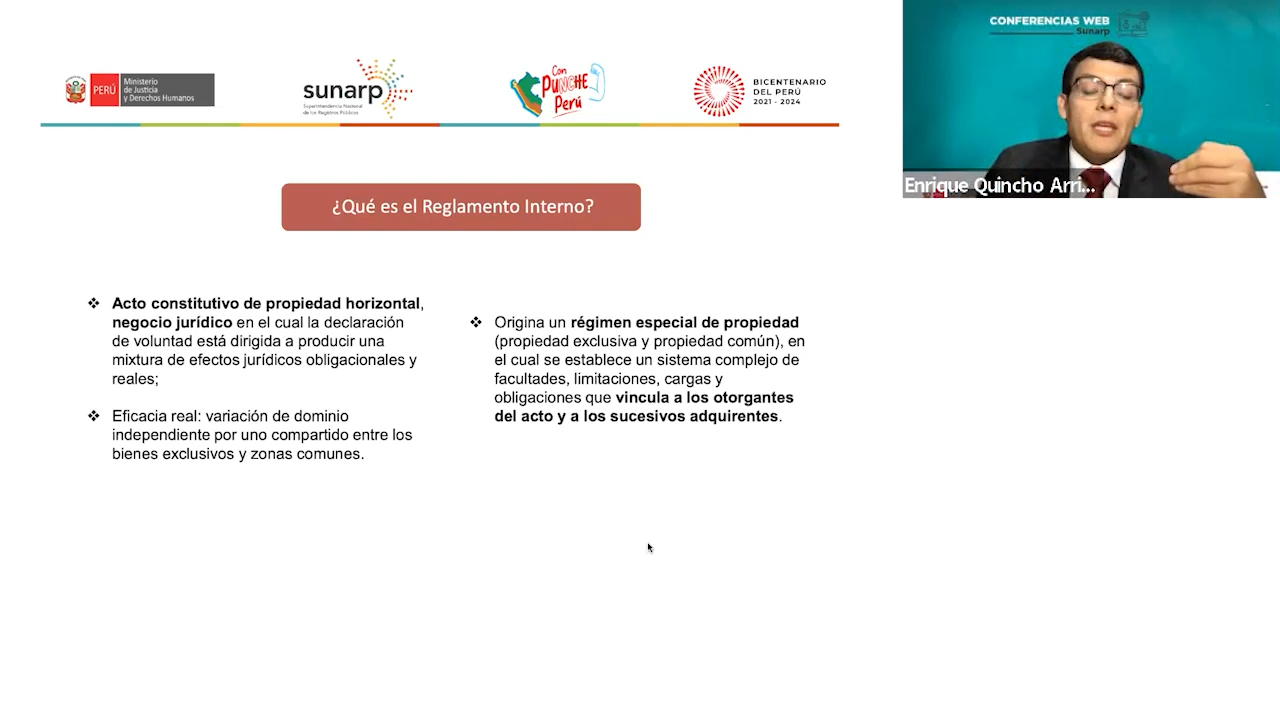 PERÚ
Ministerio
de Justicia
y Derechos Humanos
sunarp
Superintendencia Nacional
de los Registros Públicos
Con
PUNCHE
Perú
BICENTENARIO
DEL PERÚ
2021 - 2024
CONFERENCIAS WEB
Sunarp
Enrique Quincho Arri...
¿Qué es el Reglamento Interno?
❖ Acto constitutivo de propiedad horizontal,
negocio jurídico en el cual la declaración
de voluntad está dirigida a producir una
mixtura de efectos jurídicos obligacionales y
reales;
❖ Eficacia real: variación de dominio
independiente por uno compartido entre los
bienes exclusivos y zonas comunes.
❖ Origina un régimen especial de propiedad
(propiedad exclusiva y propiedad común), en
el cual se establece un sistema complejo de
facultades, limitaciones, cargas y
obligaciones que vincula a los otorgantes
del acto y a los sucesivos adquirentes.